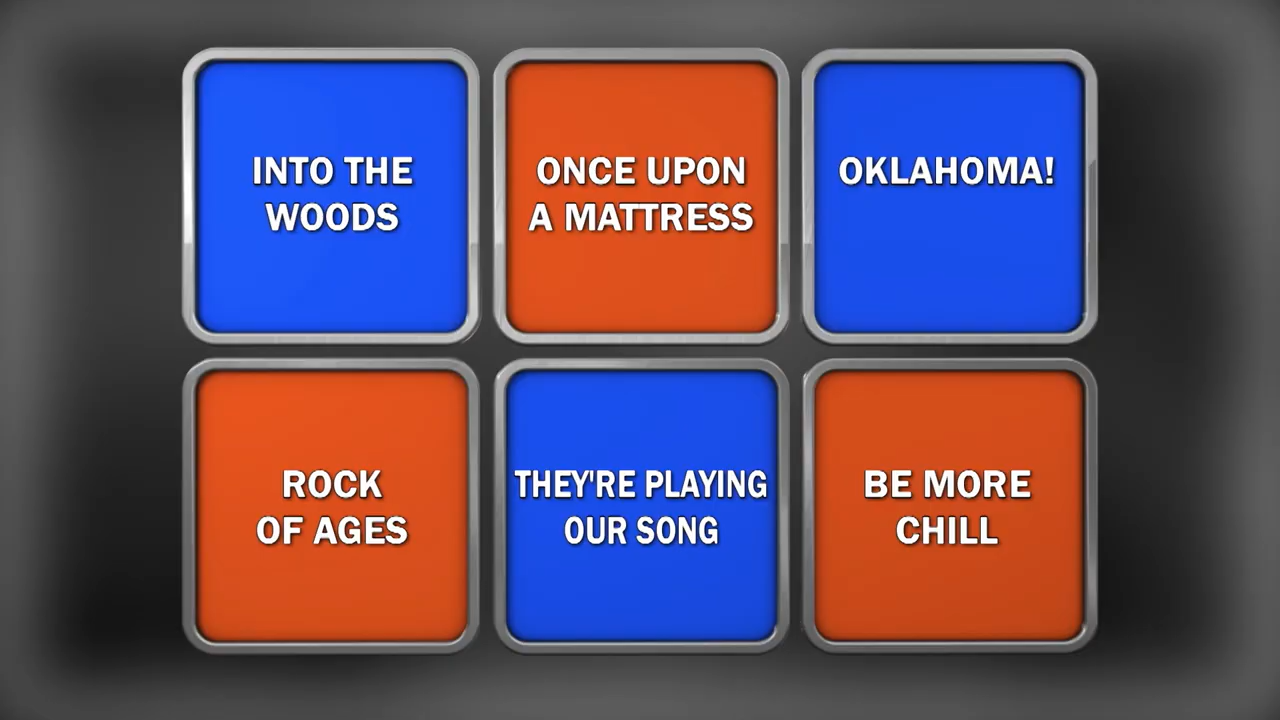 INTO THE
WOODS
ONCE UPON
A MATTRESS
OKLAHOMA!
ROCK
OF AGES
THEY'RE PLAYING
OUR SONG
BE MORE
CHILL